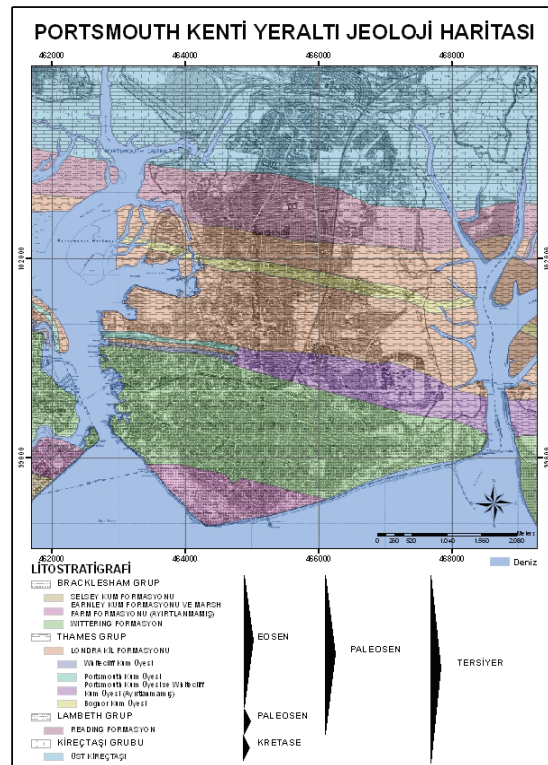 PORTSMOUTH KENTİ YERALTI JEOLOJİ HARİTASI
462000 464000 466000 468000
PORTSMOUTH DISTRICT
Portsmouth Harbour
102000 102000
99000 99000
Meters
0 260 520 1.040 1.560 2.080
462000 464000 466000 468000
Deniz
LİTOSTRATİGRAFİ
BRACKLESHAM GRUP
SELSEY KUM FORMASYONU
EARNLEY KUM FORMASYONU VE MARSH
FARM FORMASYONU (AYIRTLANMAMIŞ)
WITTERING FORMASYON
THAMES GRUP
LONDRA KİL FORMASYONU
EOSEN
PALEOSEN
TERSİYER
Whitecliff Kum Üyesi
Portsmouth Kum Üyesi
Portsmouth Kum Üyesi ve Whitecliff
Kum Üyesi (Ayırtlanmamış)
Bognor Kum Üyesi
LAMBETH GRUP
PALEOSEN
READING FORMASYON
KİREÇTAŞI GRUBU
KRETASE
ÜST KİREÇTAŞI